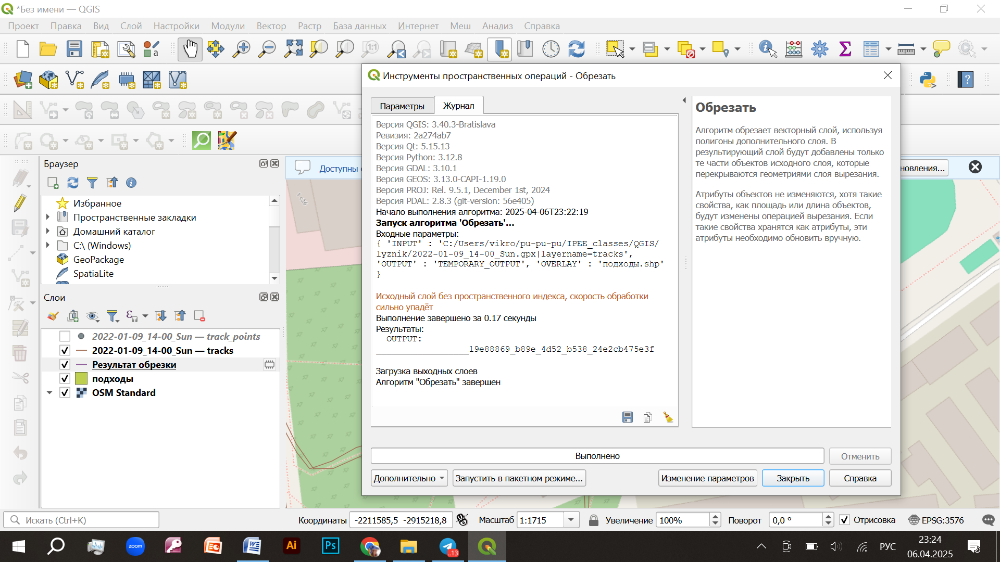 *Без имени — QGIS
Проект Правка Вид Слой Настройки Модули Вектор Растр База данных Интернет Меш Анализ Справка
Инструменты пространственных операций - Обрезать
Параметры Журнал
Версия QGIS: 3.40.3-Bratislava
Ревизия: 2a274ab7
Версия Qt: 5.15.13
Версия Python: 3.12.8
Версия GDAL: 3.10.1
Версия GEOS: 3.13.0-CAPI-1.19.0
Версия PROJ: Rel. 9.5.1, December 1st, 2024
Версия PDAL: 2.8.3 (git-version: 56e405)
Начало выполнения алгоритма: 2025-04-06T23:22:19
Запуск алгоритма 'Обрезать'…
Входные параметры:
{ 'INPUT' : 'C:/Users/vikro/pu-pu-pu/IPEE_classes/QGIS/
lyznik/2022-01-09_14-00_Sun.gpx|layername=tracks',
'OUTPUT' : 'TEMPORARY_OUTPUT', 'OVERLAY' : 'подходы.shp'
}
Исходный слой без пространственного индекса, скорость обработки
сильно упадёт
Выполнение завершено за 0.17 секунды
Результаты:
OUTPUT:
__________________19e88869_b89e_4d52_b538_24e2cb475e3f
Загрузка выходных слоев
Алгоритм "Обрезать" завершен
Обрезать
Алгоритм обрезает векторный слой, используя
полигоны дополнительного слоя. В
результирующий слой будут добавлены только
те части объектов исходного слоя, которые
перекрываются геометриями слоя вырезания.
Атрибуты объектов не изменяются, хотя такие
свойства, как площадь или длина объектов,
будут изменены операцией вырезания. Если
такие свойства хранятся как атрибуты, эти
атрибуты необходимо обновить вручную.
Выполнено
Отменить
Дополнительно
Запустить в пакетном режиме…
Изменение параметров
Закрыть
Справка
Браузер
Избранное
Пространственные закладки
Домашний каталог
C:\ (Windows)
GeoPackage
SpatiaLite
Доступны
новления…
1 с26
Слои
2022-01-09_14-00_Sun — track_points
2022-01-09_14-00_Sun — tracks
Результат обрезки
подходы
OSM Standard
Искать (Ctrl+K)
Координаты -2211585,5 -2915218,8
Масштаб 1:1715
Увеличение 100%
Поворот 0,0 °
Отрисовка
EPSG:3576
zoom
Ai
Ps
..13
РУС
23:24
06.04.2025